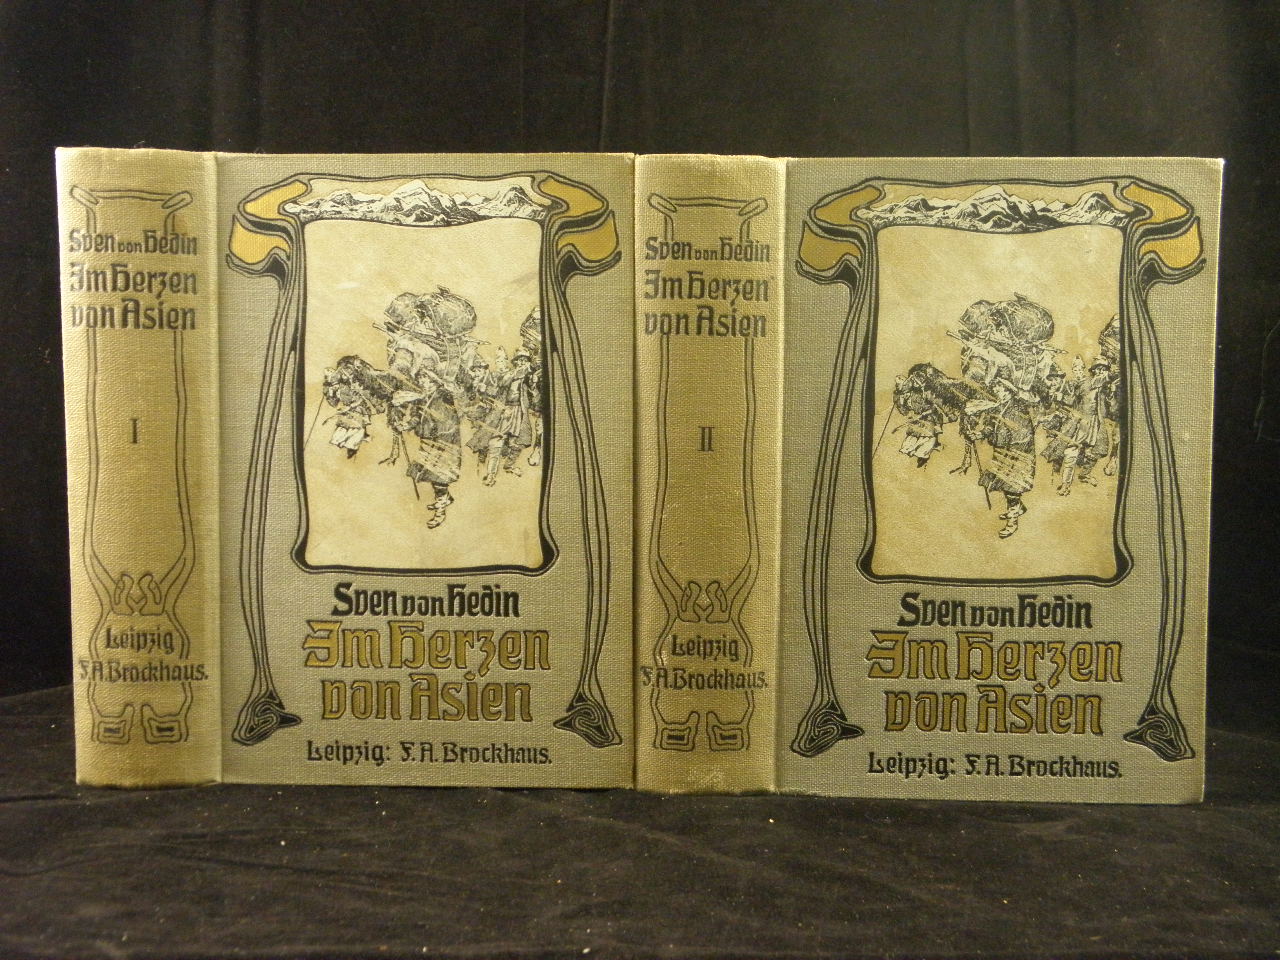 Sven von Hedin
Im Herzen
von Asien
I
Leipzig
F.A. Brockhaus.
Sven von Hedin
Im Herzen
von Asien
Leipzig: F. A. Brockhaus.
Sven von Hedin
Im Herzen
von Asien
II
Leipzig
F.A. Brockhaus.
Sven von Hedin
Im Herzen
von Asien
Leipzig: F. A. Brockhaus.